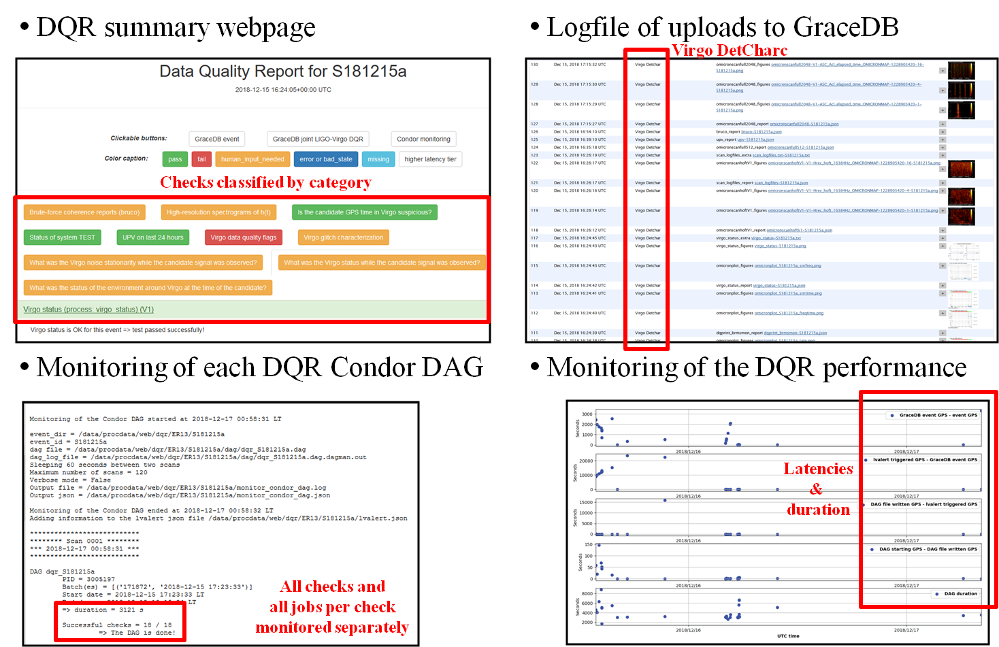 • DQR summary webpage
Data Quality Report for S181215a
2018-12-15 16:24:05+00:00 UTC
Clickable buttons: GraceDB event GraceDB joint LIGO-Virgo DQR Condor monitoring
Color caption: pass fail human_input_needed error or bad_state missing higher latency tier
Checks classified by category
Brute-force coherence reports (bruco) High-resolution spectrograms of h(t) Is the candidate GPS time in Virgo suspicious?
Status of system TEST UPV on last 24 hours Virgo data quality flags Virgo glitch characterization
What was the Virgo noise stationarity while the candidate signal was observed? What was the Virgo status while the candidate signal was observed?
What was the status of the environment around Virgo at the time of the candidate?
Virgo status (process: virgo_status) (V1)
Virgo status is OK for this event => test passed successfully!
• Logfile of uploads to GraceDB
Virgo DetCharc
130 Dec 15, 2018 17:15:32 UTC Virgo Detchar omicronscanfull2048_figures omicronscanfull2048-V1-ASC_Acl_elapsed_time_OMICRONMAP-1228905420-16-
S181215a.png
129 Dec 15, 2018 17:15:30 UTC Virgo Detchar omicronscanfull2048_figures omicronscanfull2048-V1-ASC_Acl_elapsed_time_OMICRONMAP-1228905420-4-
S181215a.png
128 Dec 15, 2018 17:15:29 UTC Virgo Detchar omicronscanfull2048_figures omicronscanfull2048-V1-ASC_Acl_elapsed_time_OMICRONMAP-1228905420-1-
S181215a.png
127 Dec 15, 2018 17:15:27 UTC Virgo Detchar omicronscanfull2048_report omicronscanfull2048-S181215a.json
126 Dec 15, 2018 16:54:10 UTC Virgo Detchar bruco_report bruco-S181215a.json
125 Dec 15, 2018 16:39:10 UTC Virgo Detchar upv_report upv-S181215a.json
124 Dec 15, 2018 16:35:18 UTC Virgo Detchar omicronscanfull512_report omicronscanfull512-S181215a.json
123 Dec 15, 2018 16:26:19 UTC Virgo Detchar scan_logfiles_extra scan_logfiles.txt-S181215a.txt
122 Dec 15, 2018 16:26:17 UTC Virgo Detchar omicronscanhoftV1_figures omicronscanhoftV1-V1-Hrec_hoft_16384Hz_OMICRONMAP-1228905420-16-S181215a.png
121 Dec 15, 2018 16:26:17 UTC Virgo Detchar scan_logfiles_report scan_logfiles-S181215a.json
120 Dec 15, 2018 16:26:16 UTC Virgo Detchar omicronscanhoftV1_figures omicronscanhoftV1-V1-Hrec_hoft_16384Hz_OMICRONMAP-1228905420-4-S181215a.png
119 Dec 15, 2018 16:26:14 UTC Virgo Detchar omicronscanhoftV1_figures omicronscanhoftV1-V1-Hrec_hoft_16384Hz_OMICRONMAP-1228905420-1-S181215a.png
118 Dec 15, 2018 16:26:12 UTC Virgo Detchar omicronscanhoftV1_report omicronscanhoftV1-S181215a.json
117 Dec 15, 2018 16:24:45 UTC Virgo Detchar virgo_status_extra virgo_status-S181215a.txt
116 Dec 15, 2018 16:24:43 UTC Virgo Detchar virgo_status_figures virgo_status-S181215a.png
115 Dec 15, 2018 16:24:43 UTC Virgo Detchar omicronplot_figures omicronplot_S181215a_snrfreq.png
114 Dec 15, 2018 16:24:42 UTC Virgo Detchar virgo_status_report virgo_status-S181215a.json
113 Dec 15, 2018 16:24:41 UTC Virgo Detchar omicronplot_figures omicronplot_S181215a_snrtime.png
112 Dec 15, 2018 16:24:40 UTC Virgo Detchar omicronplot_figures omicronplot_S181215a_freqtime.png
111 Dec 15, 2018 16:24:39 UTC Virgo Detchar dqprint_brmsmon_report dqprint_brmsmon-S181215a.json
• Monitoring of each DQR Condor DAG
Monitoring of the Condor DAG started at 2018-12-17 00:58:31 LT
event_dir = /data/procdata/web/dqr/ER13/S181215a
event_id = S181215a
dag file = /data/procdata/web/dqr/ER13/S181215a/dag/dqr_S181215a.dag
dag_log_file = /data/procdata/web/dqr/ER13/S181215a/dag/dqr_S181215a.dag.dagman.out
Sleeping 60 seconds between two scans
Maximum number of scans = 120
Verbose mode = False
Output file = /data/procdata/web/dqr/ER13/S181215a/monitor_condor_dag.log
Output json = /data/procdata/web/dqr/ER13/S181215a/monitor_condor_dag.json
Monitoring of the Condor DAG ended at 2018-12-17 00:58:32 LT
Adding information to the lvalert json file /data/procdata/web/dqr/ER13/S181215a/lvalert.json
***************************
******** Scan 0001 ********
*** 2018-12-17 00:58:31 ***
***************************
DAG dqr_S181215a
PID = 3005197
Batch(es) = [('171872', '2018-12-15 17:23:33')]
Start date = 2018-12-15 17:23:33 LT
=> duration = 3121 s
Successful checks = 18 / 18
=> The DAG is done!
All checks and
all jobs per check
monitored separately
• Monitoring of the DQR performance
Latencies
&
duration
Seconds 3000 2000 1000 0
GraceDB event GPS - event GPS
2018/12/16 2018/12/17
Seconds 20000 10000 0
lvalert triggered GPS - GraceDB event GPS
2018/12/16 2018/12/17
Seconds 15000 10000 5000 0
DAG file written GPS - lvalert triggered GPS
2018/12/16 2018/12/17
Seconds 150 100 50 0
DAG starting GPS - DAG file written GPS
2018/12/16 2018/12/17
Seconds 8000 6000 4000 2000
DAG duration
2018/12/16 2018/12/17
UTC time